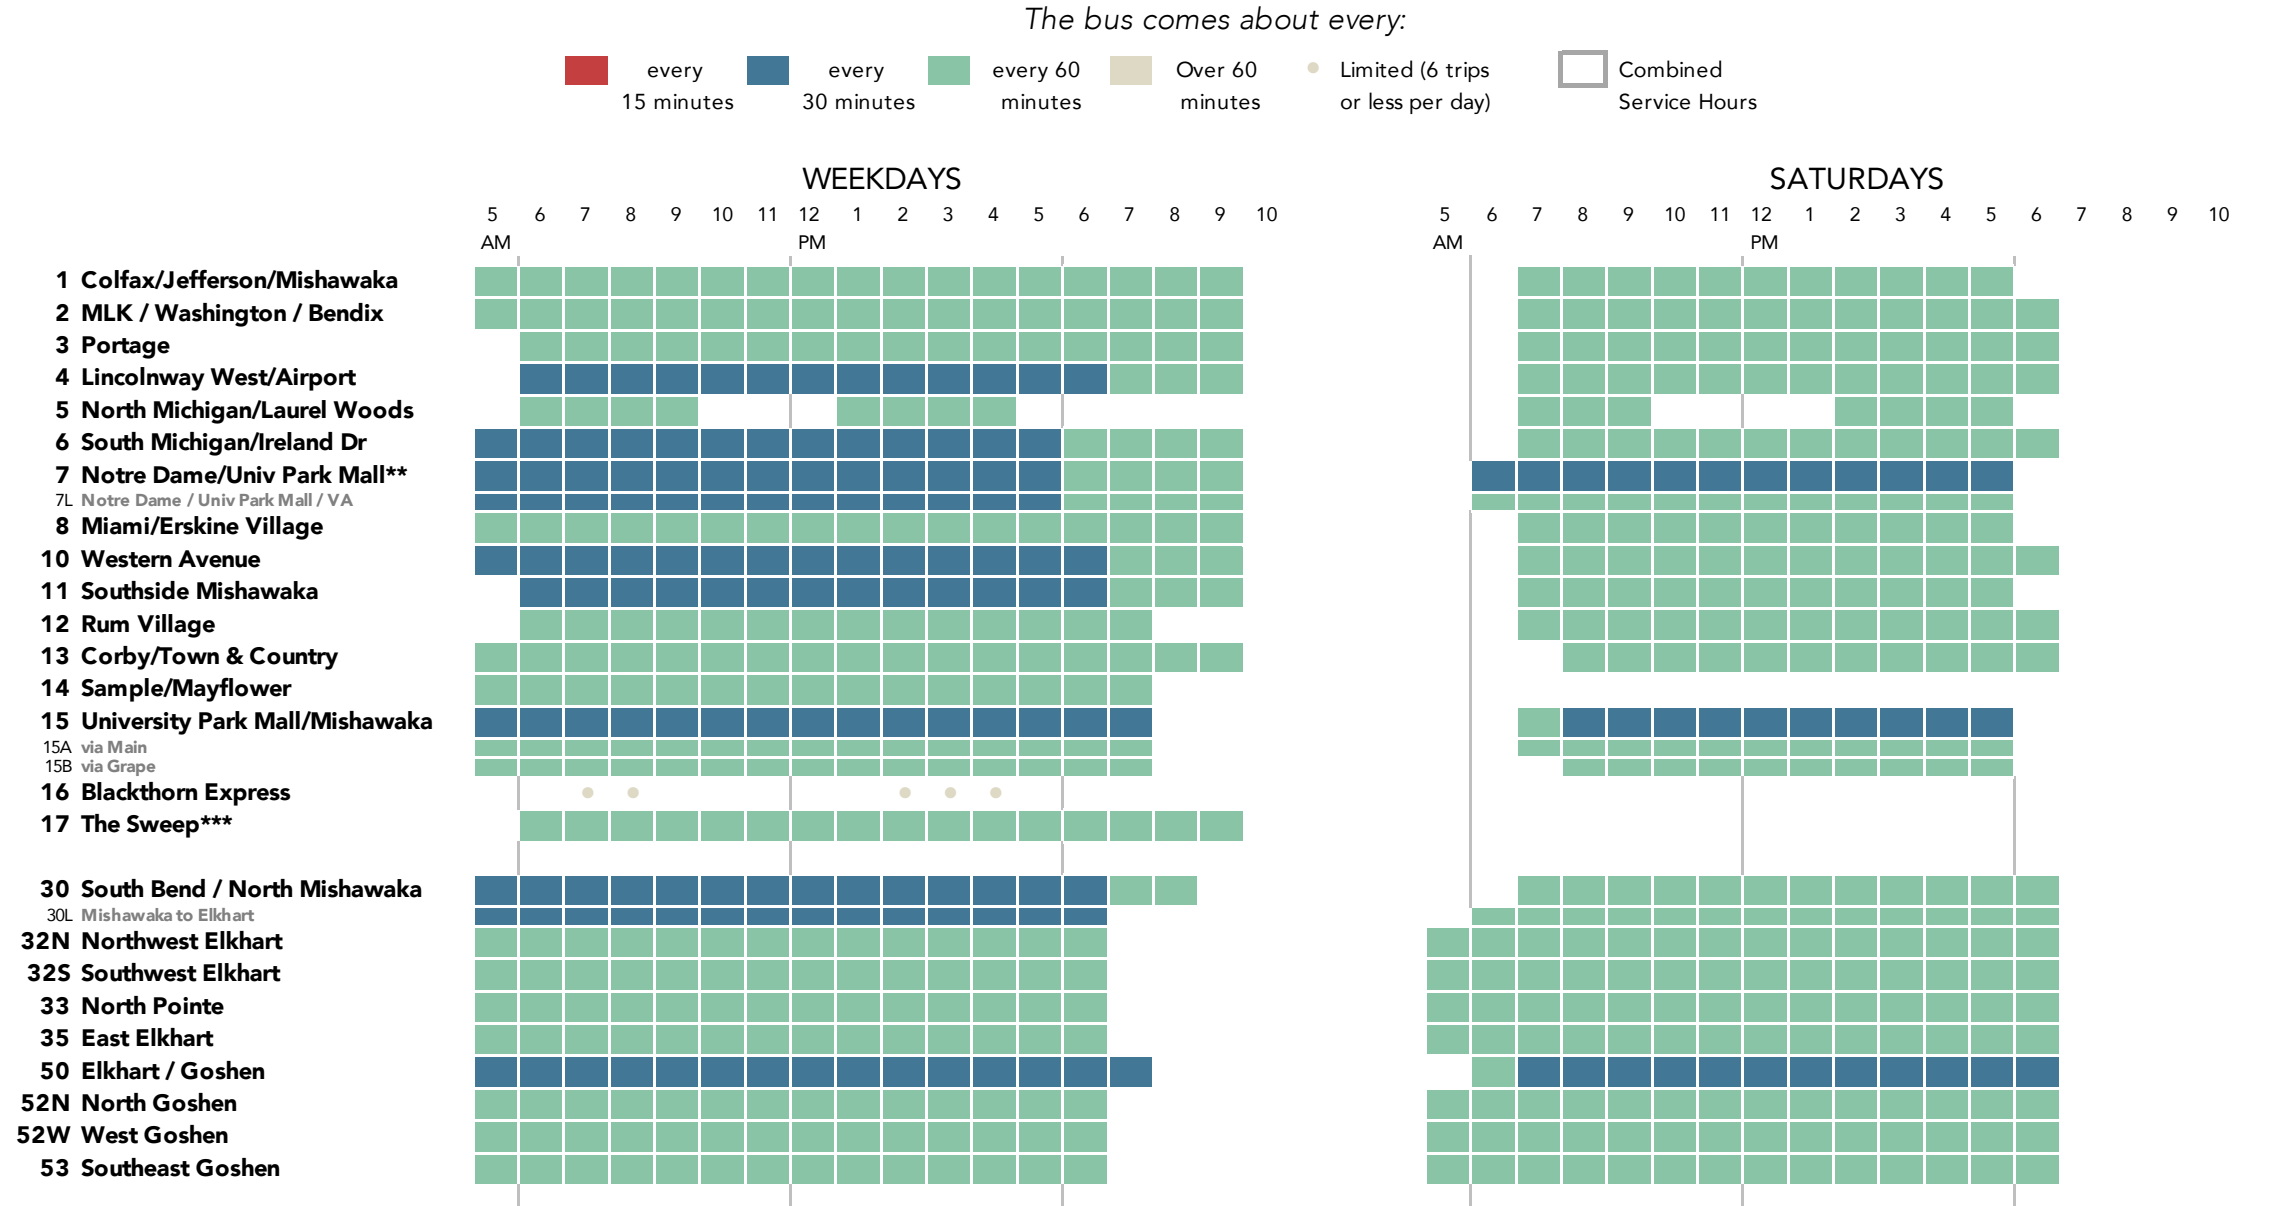 The bus comes about every:
every 15 minutes
every 30 minutes
every 60 minutes
Over 60 minutes
Limited (6 trips or less per day)
Combined Service Hours
WEEKDAYS
SATURDAYS
5 6 7 8 9 10 11 12 1 2 3 4 5 6 7 8 9 10
AM PM
5 6 7 8 9 10 11 12 1 2 3 4 5 6 7 8 9 10
AM PM
1 Colfax/Jefferson/Mishawaka
2 MLK / Washington / Bendix
3 Portage
4 Lincolnway West/Airport
5 North Michigan/Laurel Woods
6 South Michigan/Ireland Dr
7 Notre Dame/Univ Park Mall**
7L Notre Dame / Univ Park Mall / VA
8 Miami/Erskine Village
10 Western Avenue
11 Southside Mishawaka
12 Rum Village
13 Corby/Town & Country
14 Sample/Mayflower
15 University Park Mall/Mishawaka
15A via Main
15B via Grape
16 Blackthorn Express
17 The Sweep***
30 South Bend / North Mishawaka
30L Mishawaka to Elkhart
32N Northwest Elkhart
32S Southwest Elkhart
33 North Pointe
35 East Elkhart
50 Elkhart / Goshen
52N North Goshen
52W West Goshen
53 Southeast Goshen